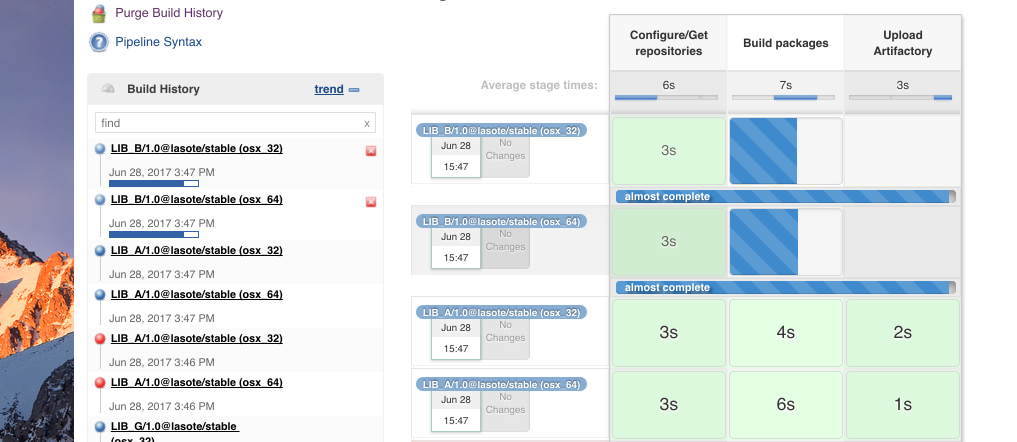 Purge Build History
Pipeline Syntax
Build History
trend
find
x
LIB_B/1.0@lasote/stable (osx_32)
Jun 28, 2017 3:47 PM
LIB_B/1.0@lasote/stable (osx_64)
Jun 28, 2017 3:47 PM
LIB_A/1.0@lasote/stable (osx_32)
Jun 28, 2017 3:47 PM
LIB_A/1.0@lasote/stable (osx_64)
Jun 28, 2017 3:47 PM
LIB_A/1.0@lasote/stable (osx_32)
Jun 28, 2017 3:46 PM
LIB_A/1.0@lasote/stable (osx_64)
Jun 28, 2017 3:46 PM
LIB_G/1.0@lasote/stable
(osx_32)
Configure/Get
repositories
Build packages
Upload
Artifactory
Average stage times:
6s
7s
3s
LIB_B/1.0@lasote/stable (osx_32)
Jun 28
15:47
No
Changes
3s
almost complete
LIB_B/1.0@lasote/stable (osx_64)
Jun 28
15:47
No
Changes
3s
almost complete
LIB_A/1.0@lasote/stable (osx_32)
Jun 28
15:47
No
Changes
3s
4s
2s
LIB_A/1.0@lasote/stable (osx_64)
Jun 28
15:47
No
Changes
3s
6s
1s